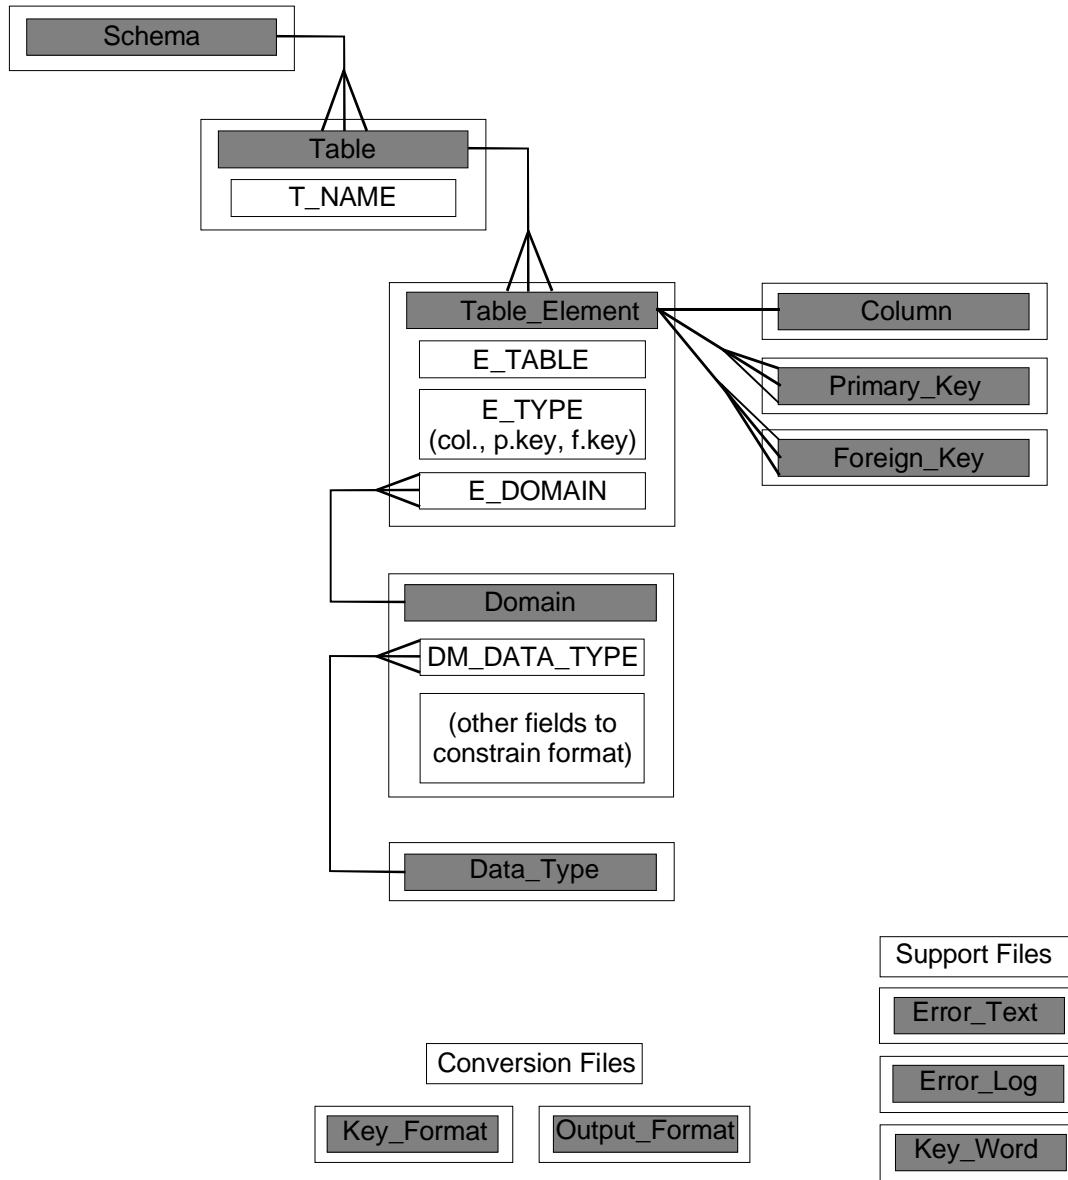 Schema
Table
T_NAME
Table_Element
E_TABLE
E_TYPE
(col., p.key, f.key)
E_DOMAIN
Column
Primary_Key
Foreign_Key
Domain
DM_DATA_TYPE
(other fields to
constrain format)
Data_Type
Support Files
Error_Text
Error_Log
Key_Word
Conversion Files
Key_Format
Output_Format